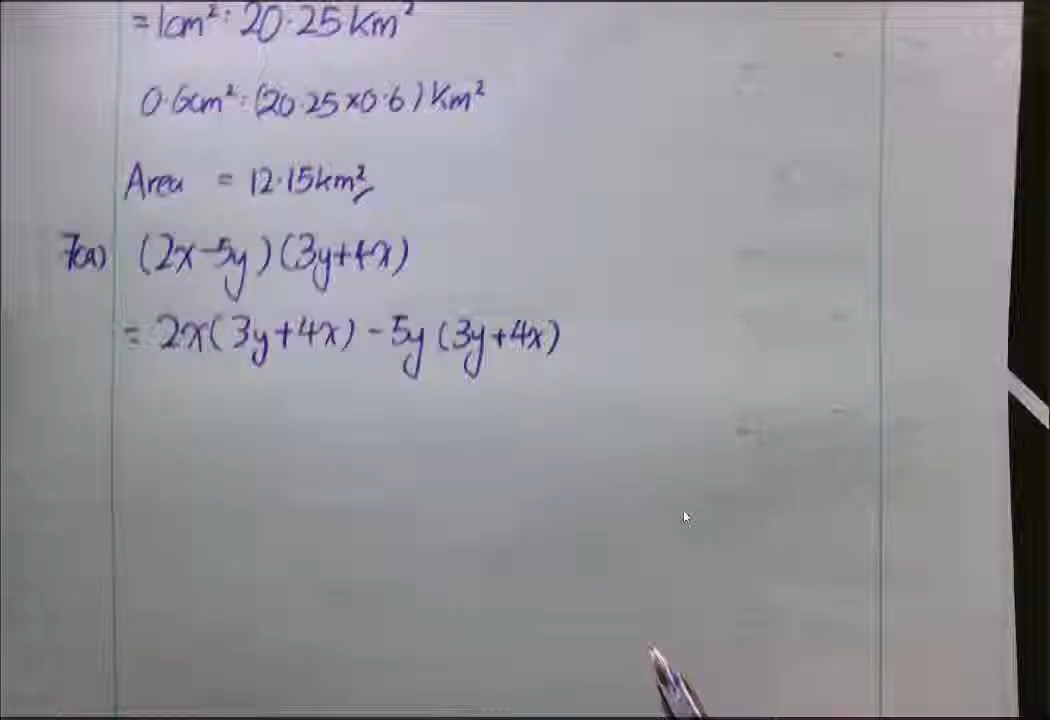 = 1cm² : 20.25 km²
0.6cm² : (20.25 x 0.6) Km²
Area = 12.15km²
7(a) (2x-5y)(3y+4x)
= 2x(3y+4x) - 5y(3y+4x)